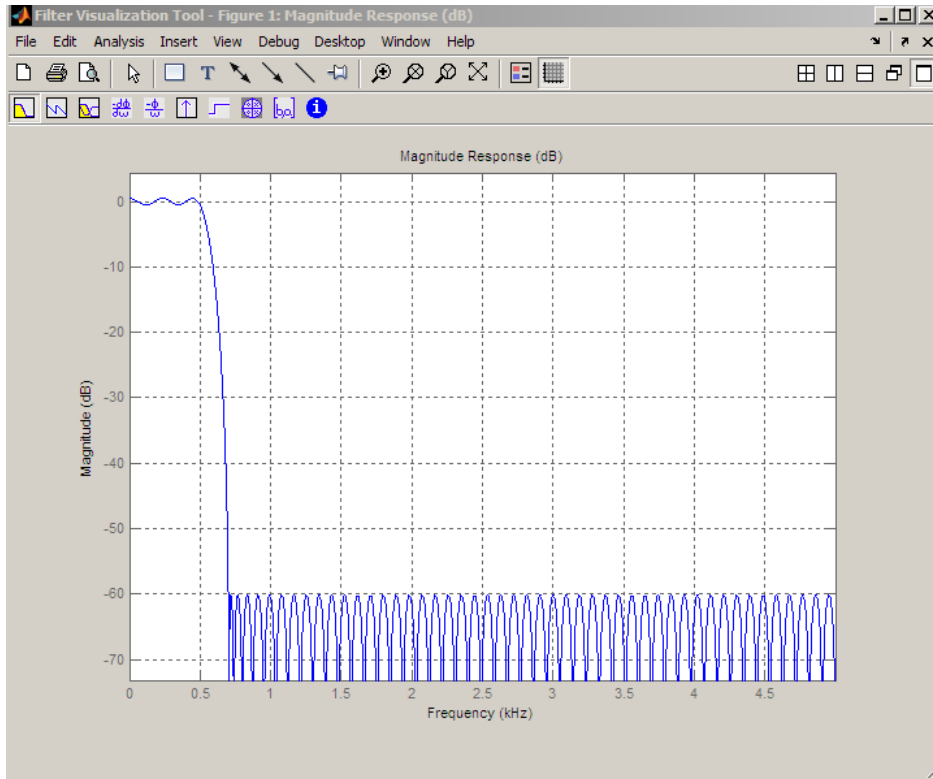 Filter Visualization Tool - Figure 1: Magnitude Response (dB)
File Edit Analysis Insert View Debug Desktop Window Help
Magnitude Response (dB)
0
-10
-20
-30
-40
-50
-60
-70
Magnitude (dB)
0 0.5 1 1.5 2 2.5 3 3.5 4 4.5
Frequency (kHz)